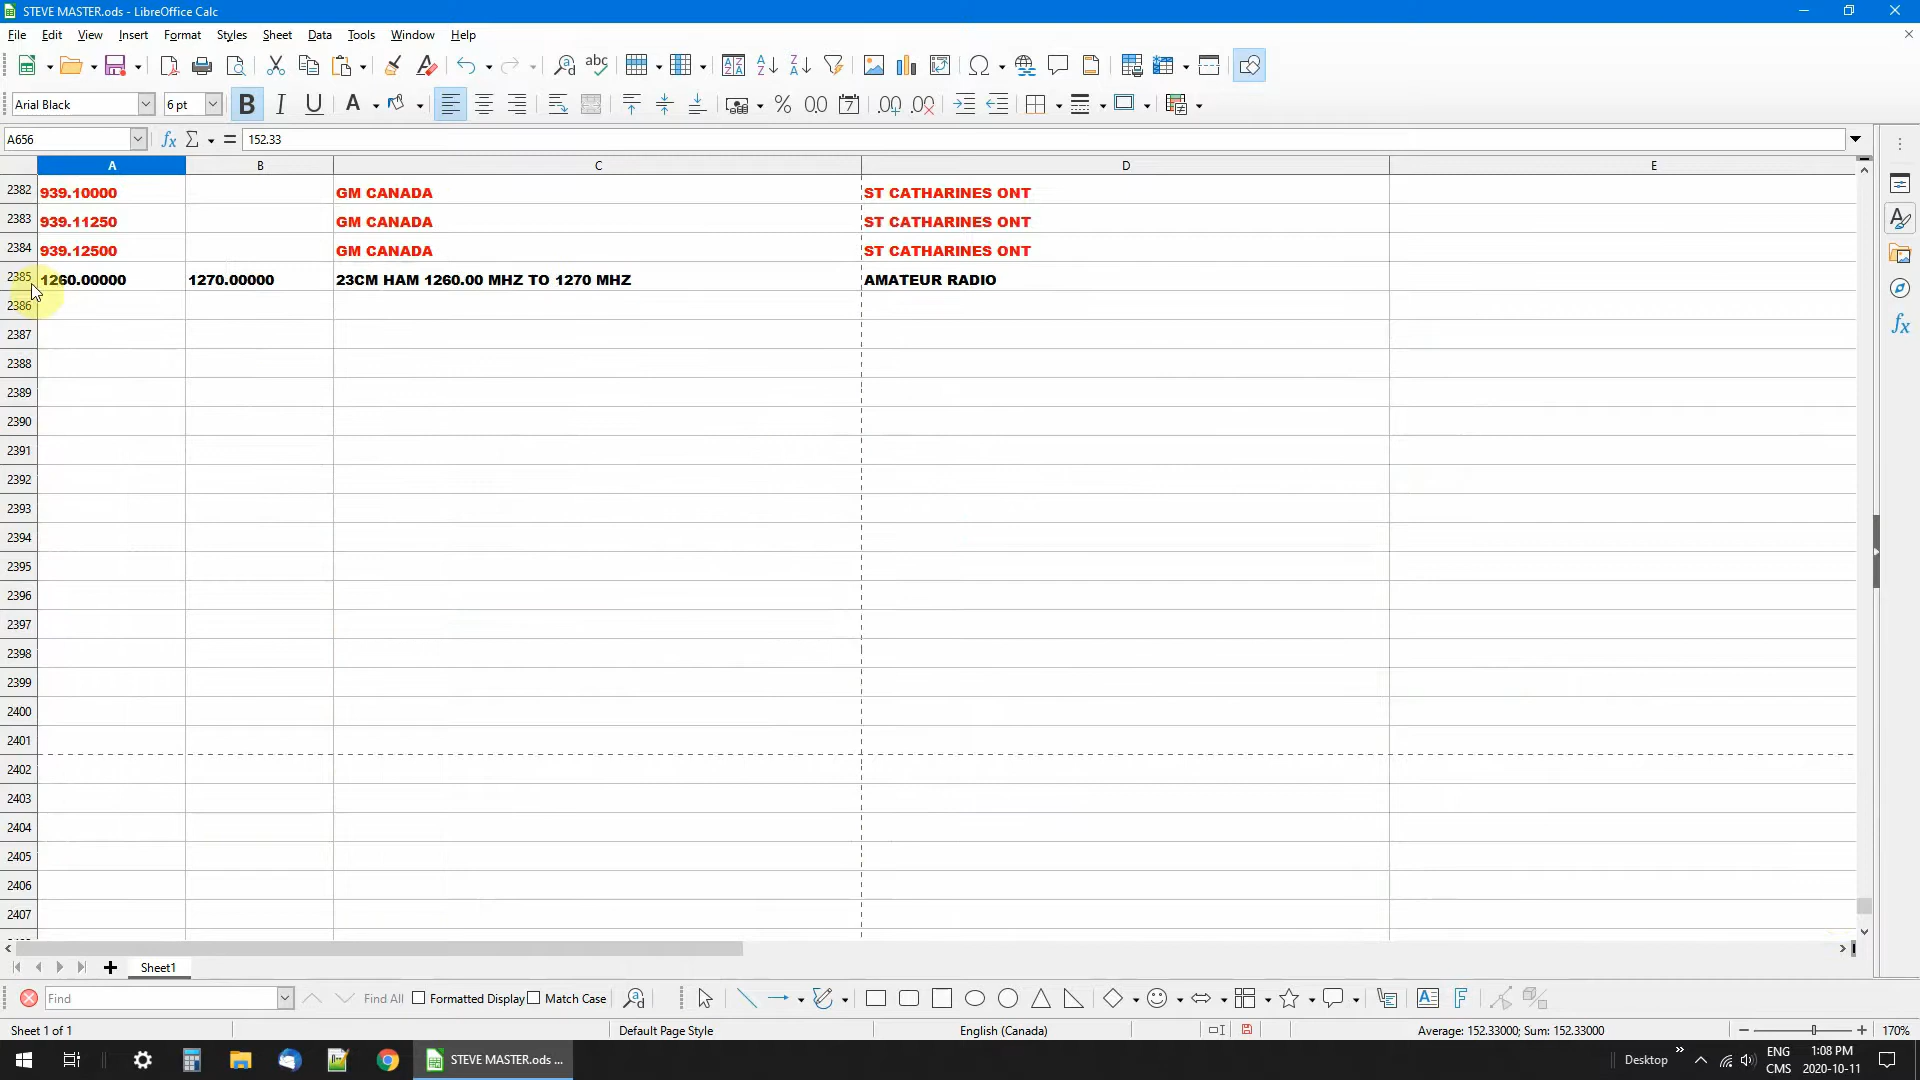 STEVE MASTER.ods - LibreOffice Calc
File Edit View Insert Format Styles Sheet Data Tools Window Help
Arial Black 6 pt
A656 152.33
A B C D E
2382 939.10000 GM CANADA ST CATHARINES ONT
2383 939.11250 GM CANADA ST CATHARINES ONT
2384 939.12500 GM CANADA ST CATHARINES ONT
2385 1260.00000 1270.00000 23CM HAM 1260.00 MHZ TO 1270 MHZ AMATEUR RADIO
2386
2387
2388
2389
2390
2391
2392
2393
2394
2395
2396
2397
2398
2399
2400
2401
2402
2403
2404
2405
2406
2407
Sheet1
Find Find All Formatted Display Match Case
Sheet 1 of 1 Default Page Style English (Canada) Average: 152.33000; Sum: 152.33000 170%
STEVE MASTER.ods ... Desktop ENG 1:08 PM
CMS 2020-10-11